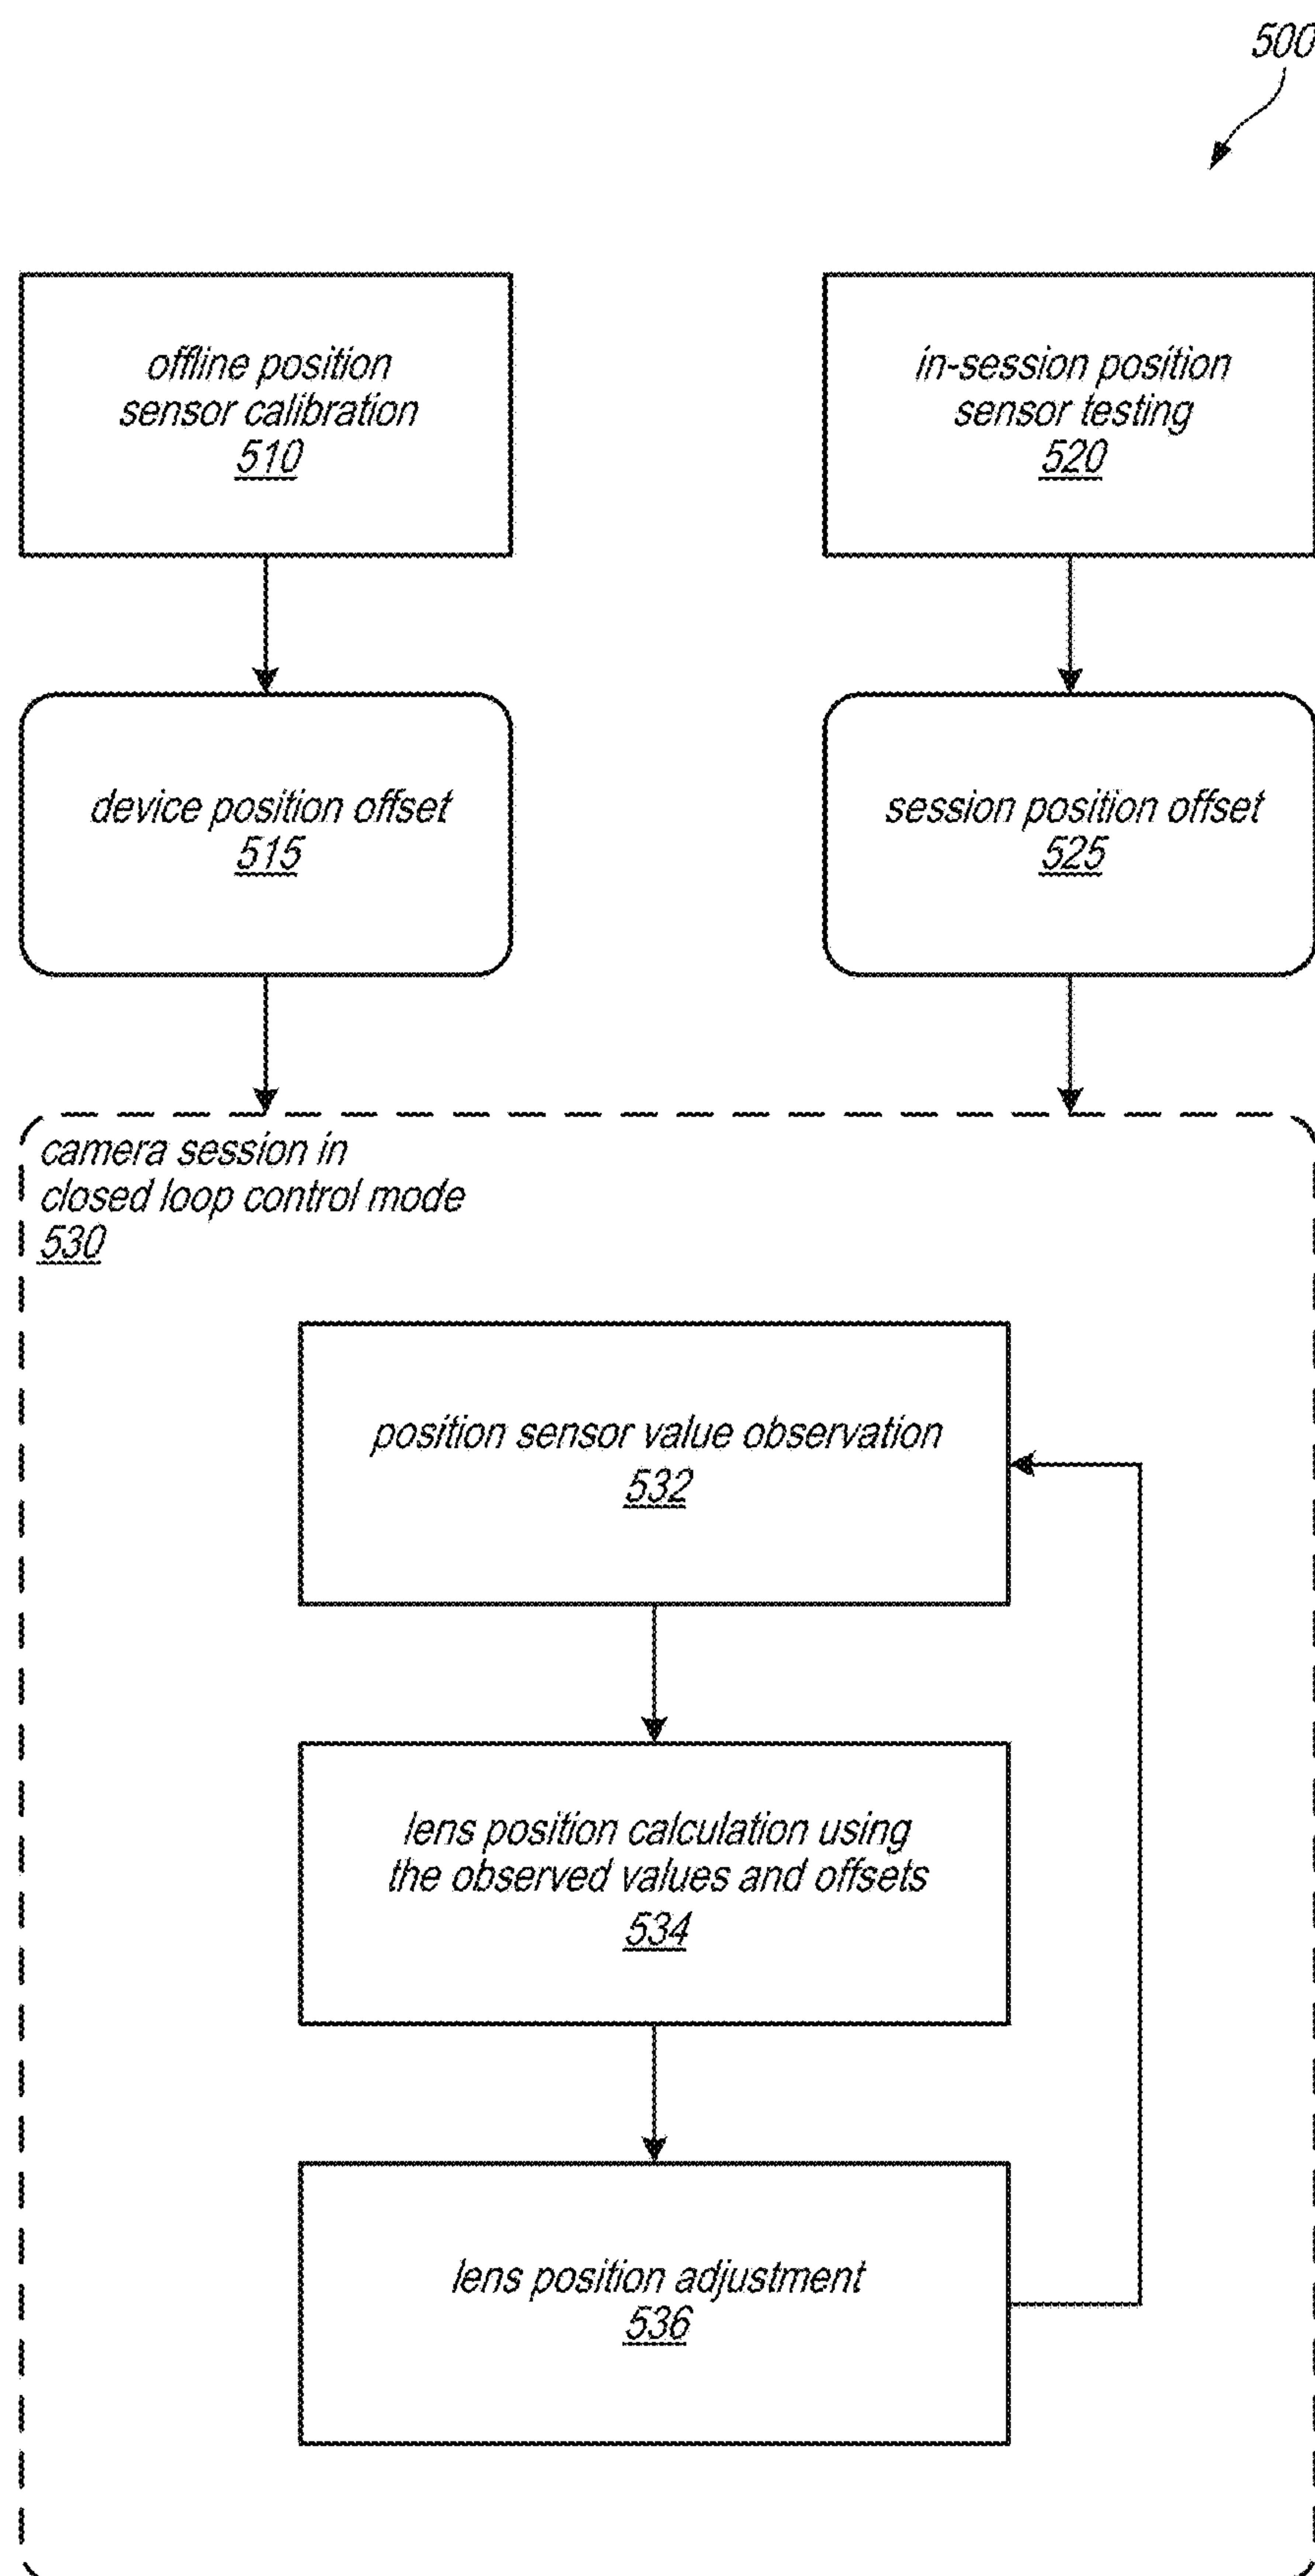 500
offline position
sensor calibration
510
in-session position
sensor testing
520
device position offset
515
session position offset
525
camera session in
closed loop control mode
530
position sensor value observation
532
lens position calculation using
the observed values and offsets
534
lens position adjustment
536